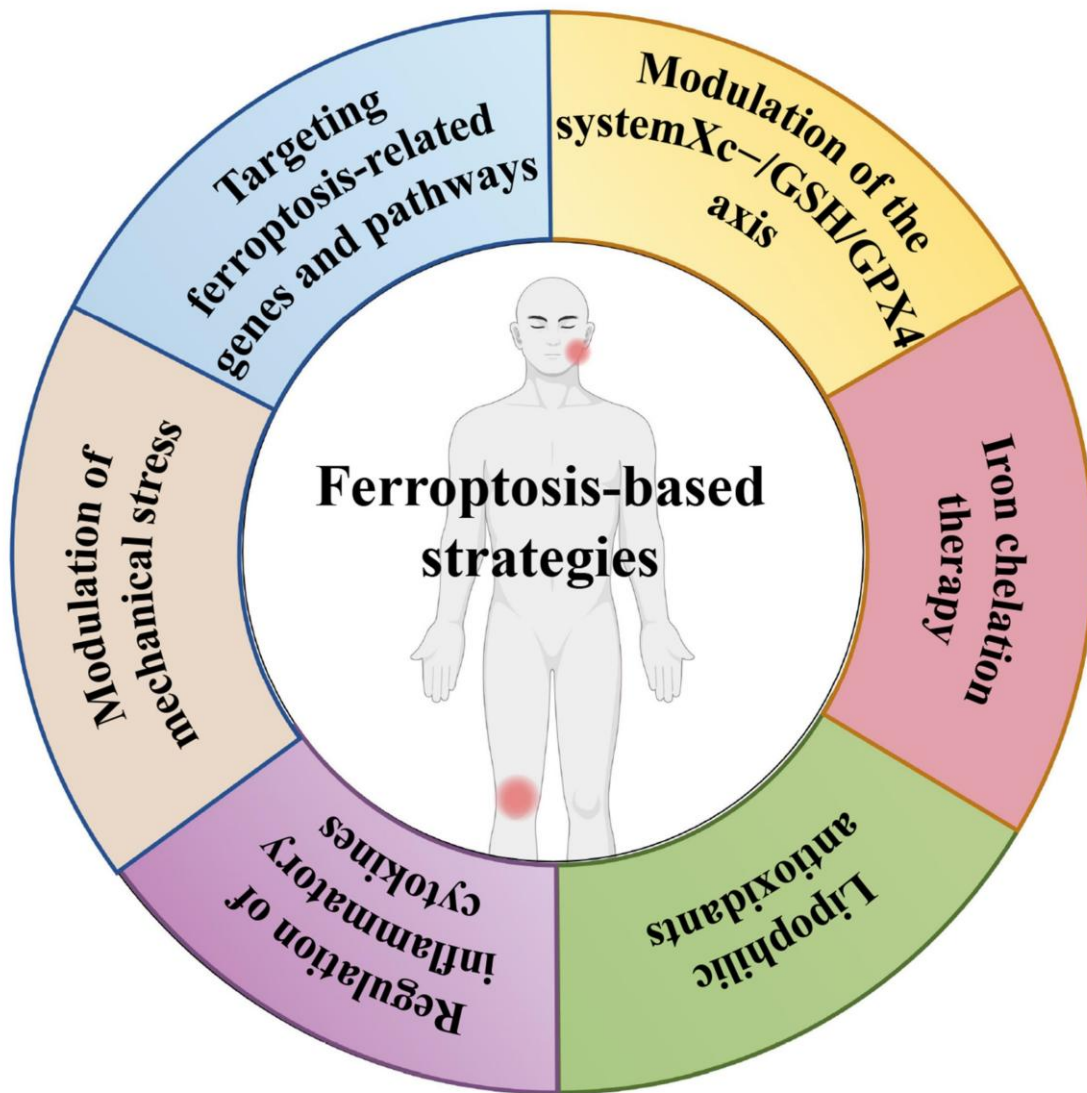 Ferroptosis-based
strategies
Modulation of the
systemXc−/GSH/GPX4
axis
Iron chelation
therapy
Lipophilic
antioxidants
Regulation of
inflammatory
cytokines
Modulation of
mechanical stress
Targeting
ferroptosis-related
genes and pathways